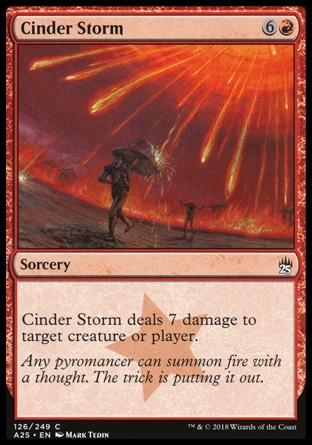 Cinder Storm 6
Sorcery 25
Cinder Storm deals 7 damage to
target creature or player.
Any pyromancer can summon fire with
a thought. The trick is putting it out.
126/249 C
A25 • EN Mark Tedin ™ & © 2018 Wizards of the Coast